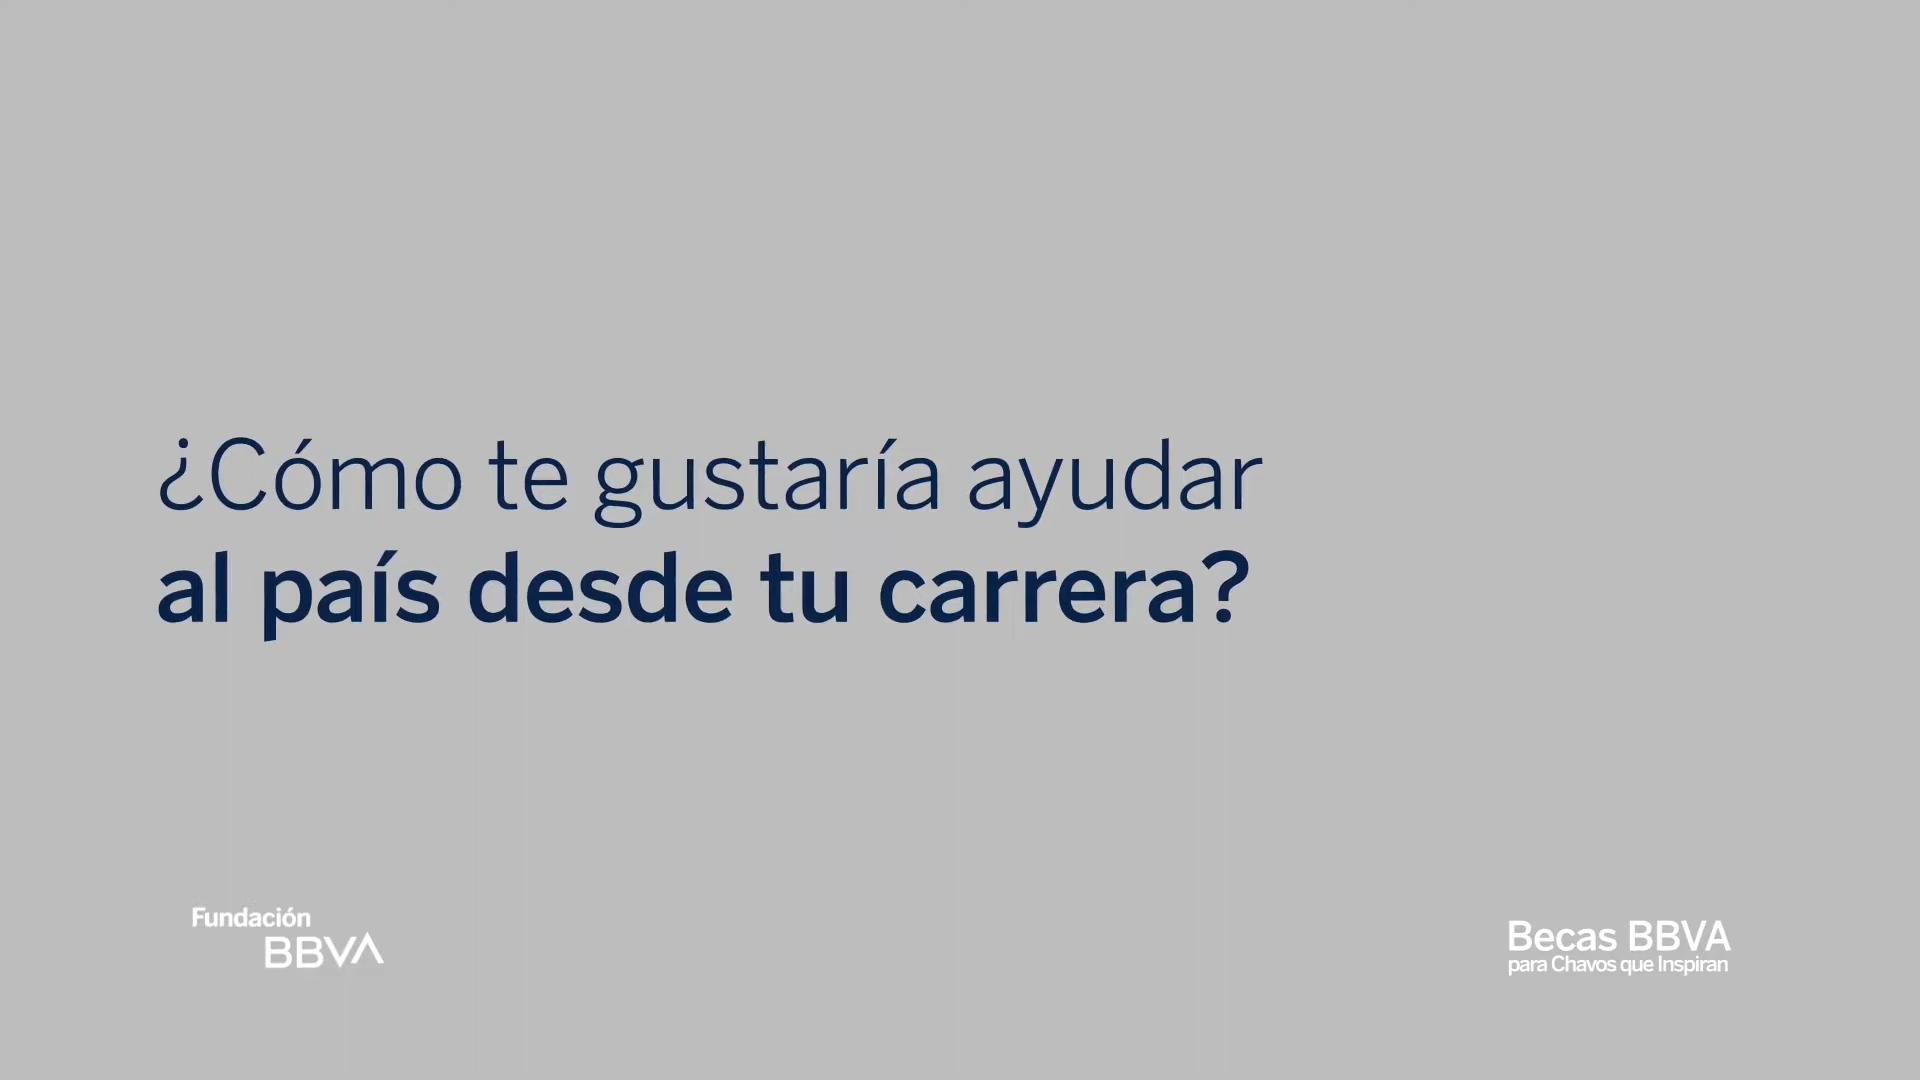 ¿Cómo te gustaría ayudar
al país desde tu carrera?
Fundación
BBVA
Becas BBVA
para Chavos que Inspiran